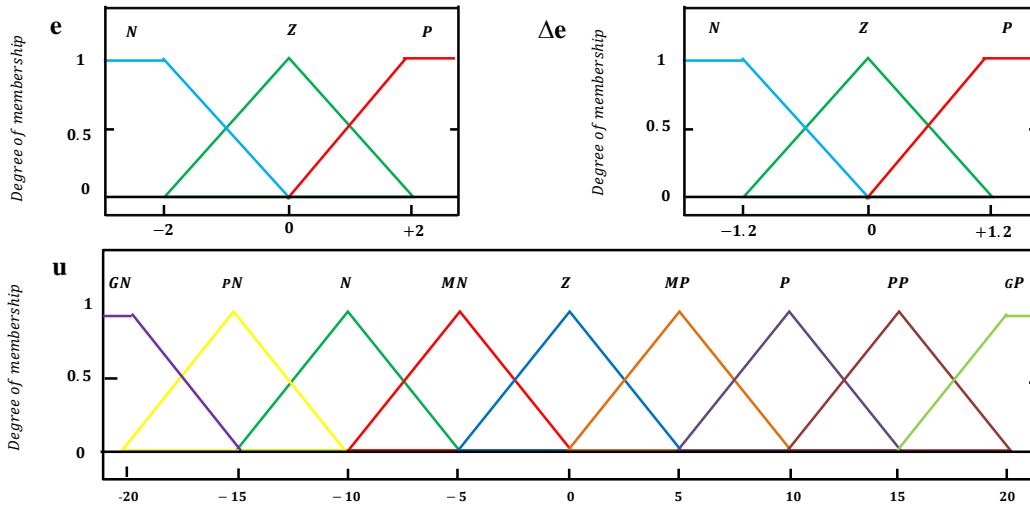 e
N Z P
Degree of membership
1
0.5
0
−2 0 +2
Δe
N Z P
Degree of membership
1
0.5
0
−1.2 0 +1.2
u
GN PN N MN Z MP P PP GP
Degree of membership
1
0.5
0
-20 −15 −10 −5 0 5 10 15 20